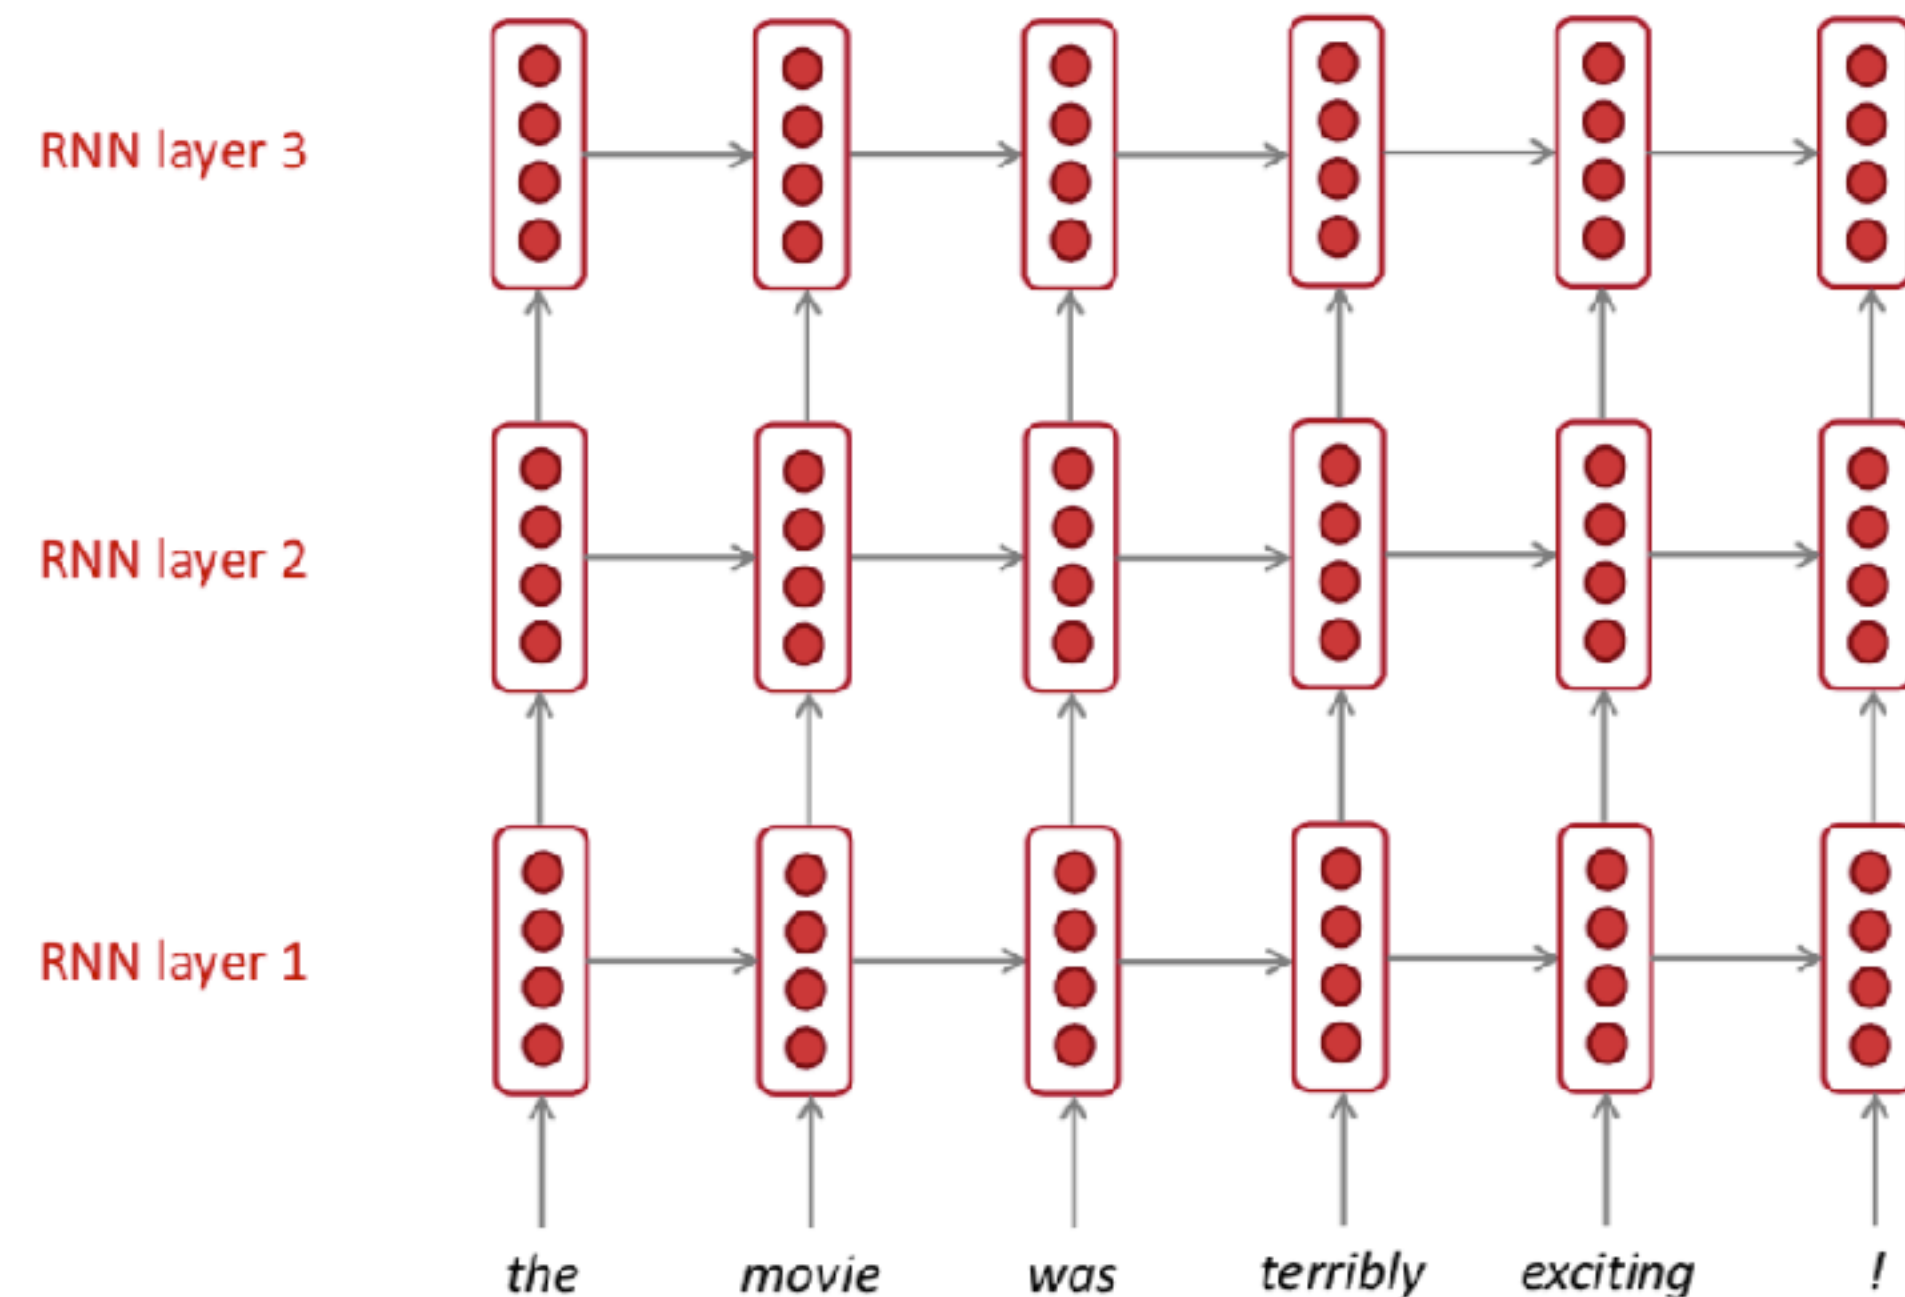 RNN layer 3
RNN layer 2
RNN layer 1
the movie was terribly exciting !